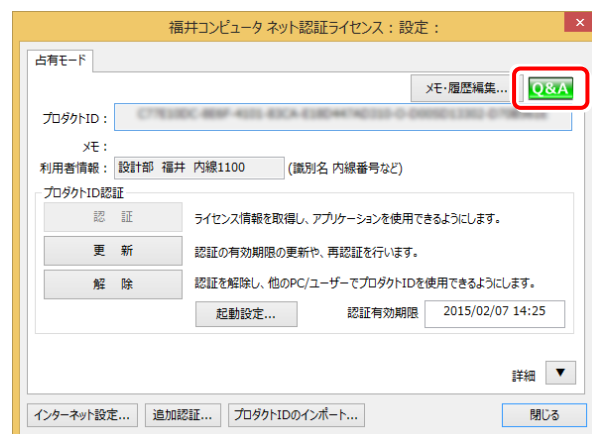 福井コンピュータ ネット認証ライセンス：設定：
占有モード
メモ・履歴編集... Q&A
プロダクトID：
メモ：
利用者情報： 設計部 福井 内線1100 (識別名 内線番号など)
プロダクトID認証
認 証 ライセンス情報を取得し、アプリケーションを使用できるようにします。
更 新 認証の有効期限の更新や、再認証を行います。
解 除 認証を解除し、他のPC/ユーザーでプロダクトIDを使用できるようにします。
起動設定... 認証有効期限 2015/02/07 14:25
詳細 ▼
インターネット設定... 追加認証... プロダクトIDのインポート... 閉じる